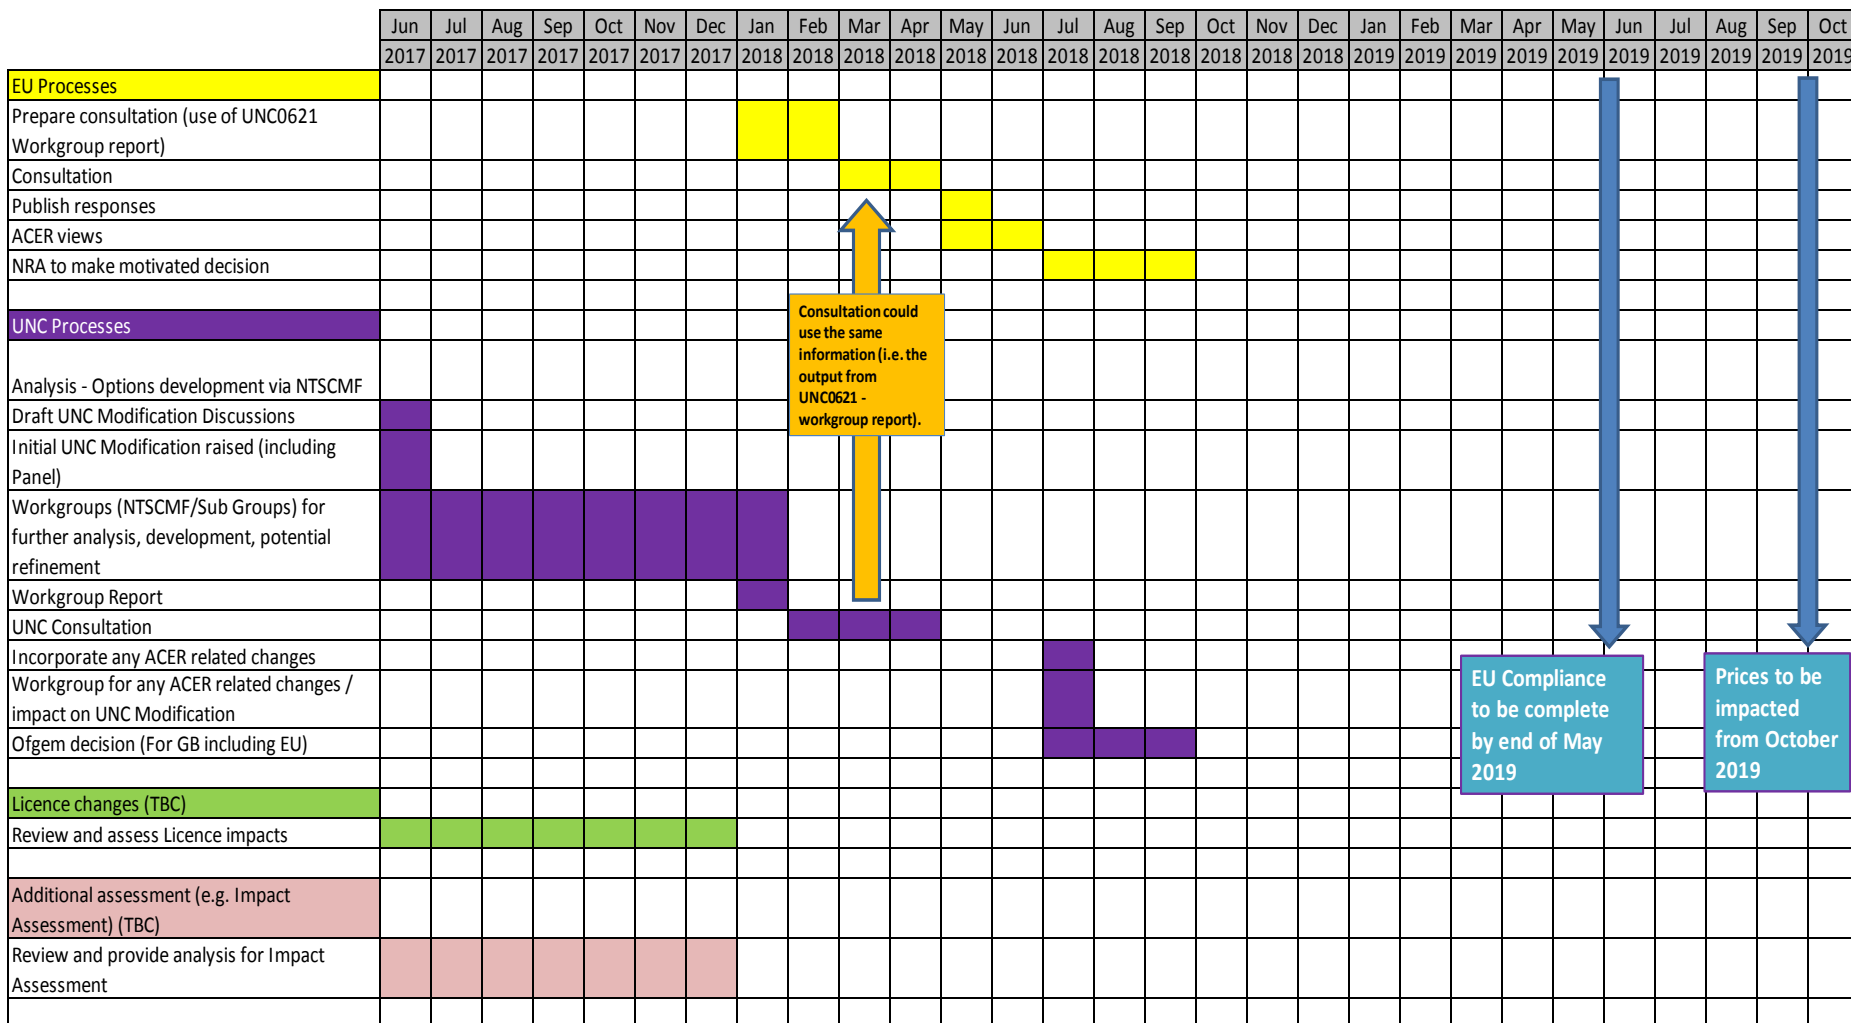 Jun Jul Aug Sep Oct Nov Dec Jan Feb Mar Apr May Jun Jul Aug Sep Oct Nov Dec Jan Feb Mar Apr May Jun Jul Aug Sep Oct
2017 2017 2017 2017 2017 2017 2017 2018 2018 2018 2018 2018 2018 2018 2018 2018 2018 2018 2018 2019 2019 2019 2019 2019 2019 2019 2019 2019 2019
EU Processes
Prepare consultation (use of UNC0621
Workgroup report)
Consultation
Publish responses
ACER views
NRA to make motivated decision
Consultation could
use the same
information (i.e. the
output from
UNC0621 -
workgroup report).
UNC Processes
Analysis - Options development via NTSCMF
Draft UNC Modification Discussions
Initial UNC Modification raised (including
Panel)
Workgroups (NTSCMF/Sub Groups) for
further analysis, development, potential
refinement
Workgroup Report
UNC Consultation
Incorporate any ACER related changes
Workgroup for any ACER related changes /
impact on UNC Modification
Ofgem decision (For GB including EU)
EU Compliance
to be complete
by end of May
2019
Prices to be
impacted
from October
2019
Licence changes (TBC)
Review and assess Licence impacts
Additional assessment (e.g. Impact
Assessment) (TBC)
Review and provide analysis for Impact
Assessment